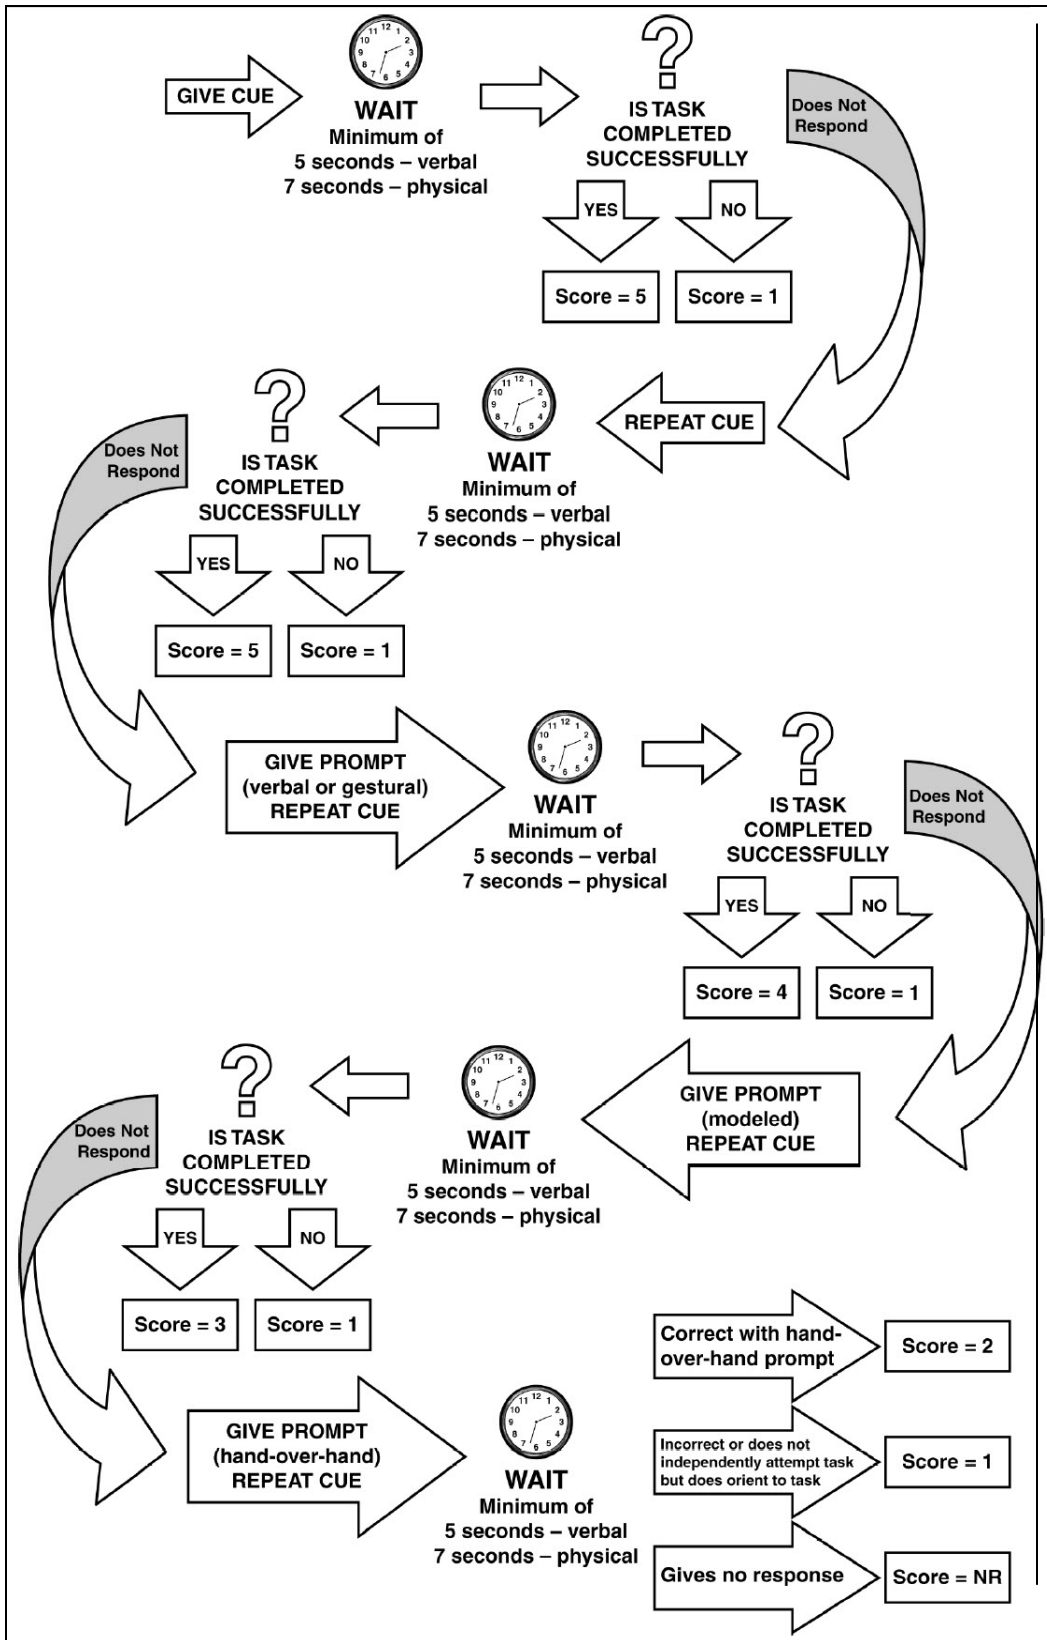 GIVE CUE
WAIT
Minimum of
5 seconds – verbal
7 seconds – physical
?
IS TASK
COMPLETED
SUCCESSFULLY
YES
NO
Score = 5
Score = 1
Does Not
Respond
REPEAT CUE
WAIT
Minimum of
5 seconds – verbal
7 seconds – physical
?
IS TASK
COMPLETED
SUCCESSFULLY
YES
NO
Score = 5
Score = 1
Does Not
Respond
GIVE PROMPT
(verbal or gestural)
REPEAT CUE
WAIT
Minimum of
5 seconds – verbal
7 seconds – physical
?
IS TASK
COMPLETED
SUCCESSFULLY
YES
NO
Score = 4
Score = 1
Does Not
Respond
GIVE PROMPT
(modeled)
REPEAT CUE
WAIT
Minimum of
5 seconds – verbal
7 seconds – physical
?
IS TASK
COMPLETED
SUCCESSFULLY
YES
NO
Score = 3
Score = 1
Does Not
Respond
GIVE PROMPT
(hand-over-hand)
REPEAT CUE
WAIT
Minimum of
5 seconds – verbal
7 seconds – physical
Correct with hand-
over-hand prompt
Score = 2
Incorrect or does not
independently attempt task
but does orient to task
Score = 1
Gives no response
Score = NR